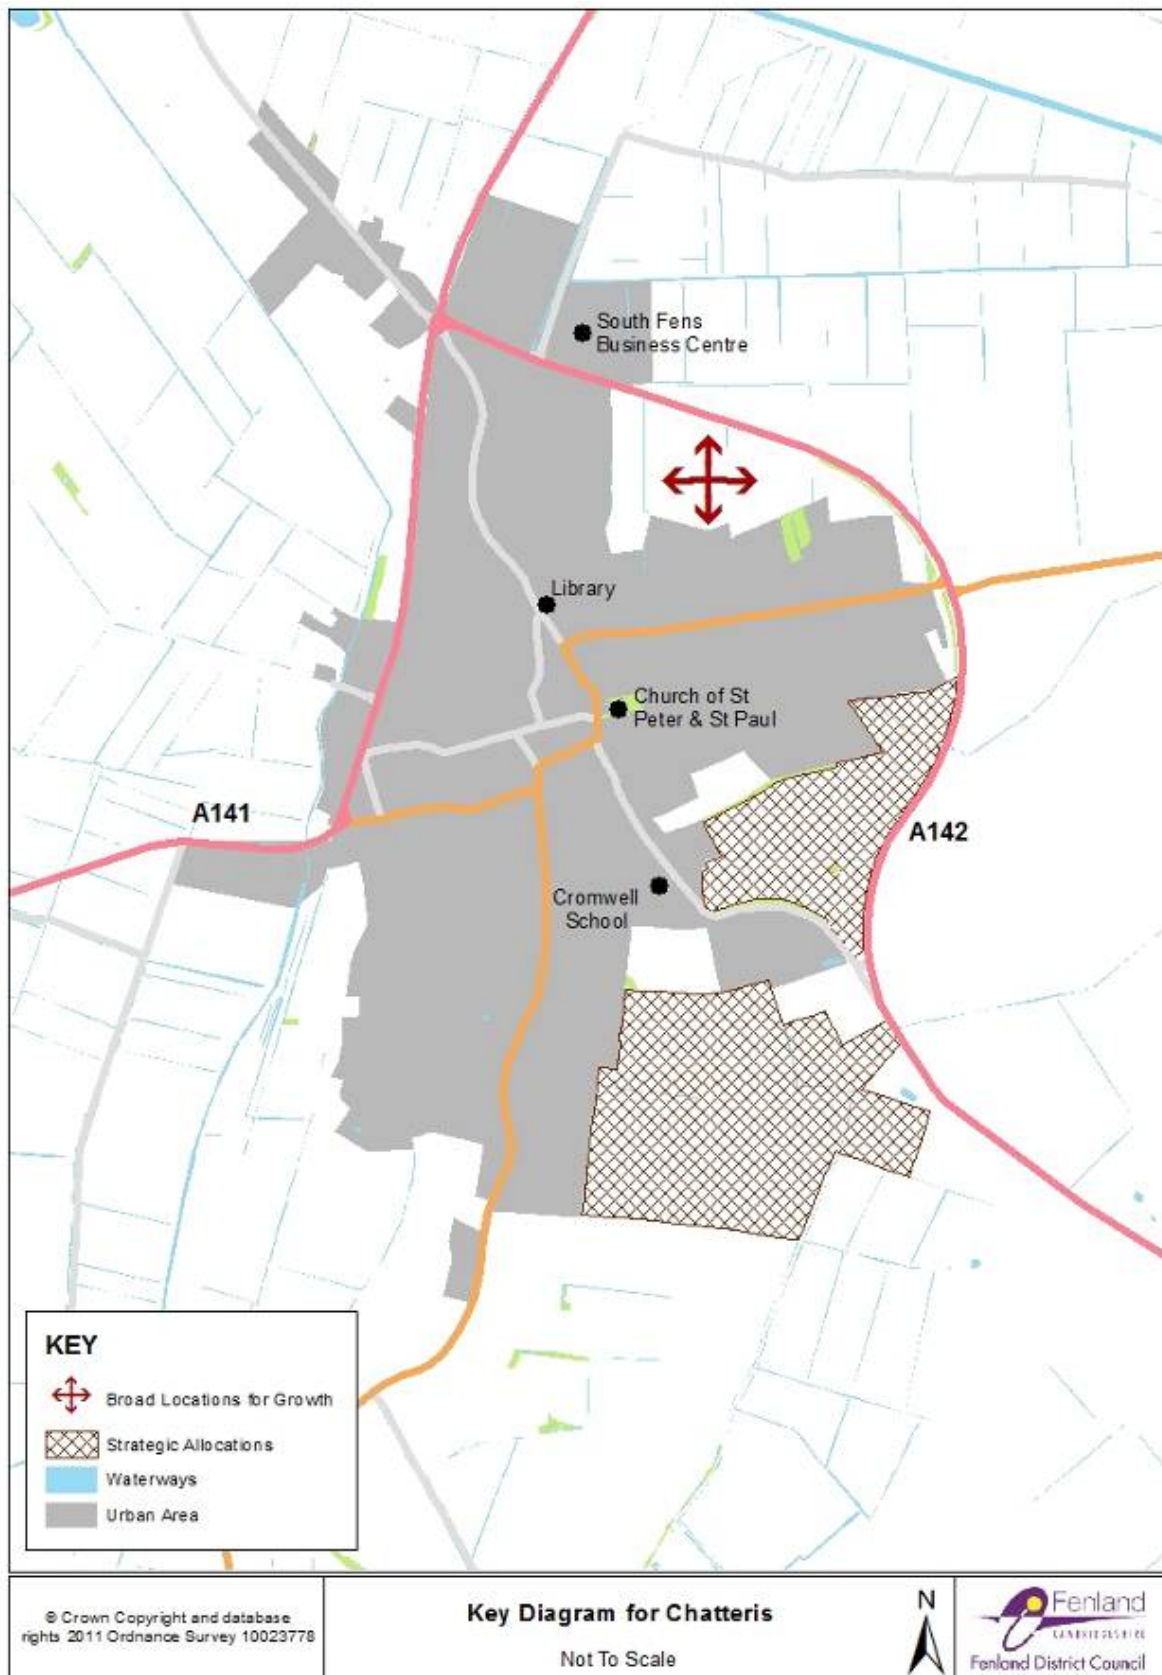 South Fens
Business Centre
Library
Church of St
Peter & St Paul
A141
A142
Cromwell
School
KEY
Broad Locations for Growth
Strategic Allocations
Waterways
Urban Area
© Crown Copyright and database
rights 2011 Ordnance Survey 10023778
Key Diagram for Chatteris
Not To Scale
N
Fenland
CAMBRIDGESHIRE
Fenland District Council